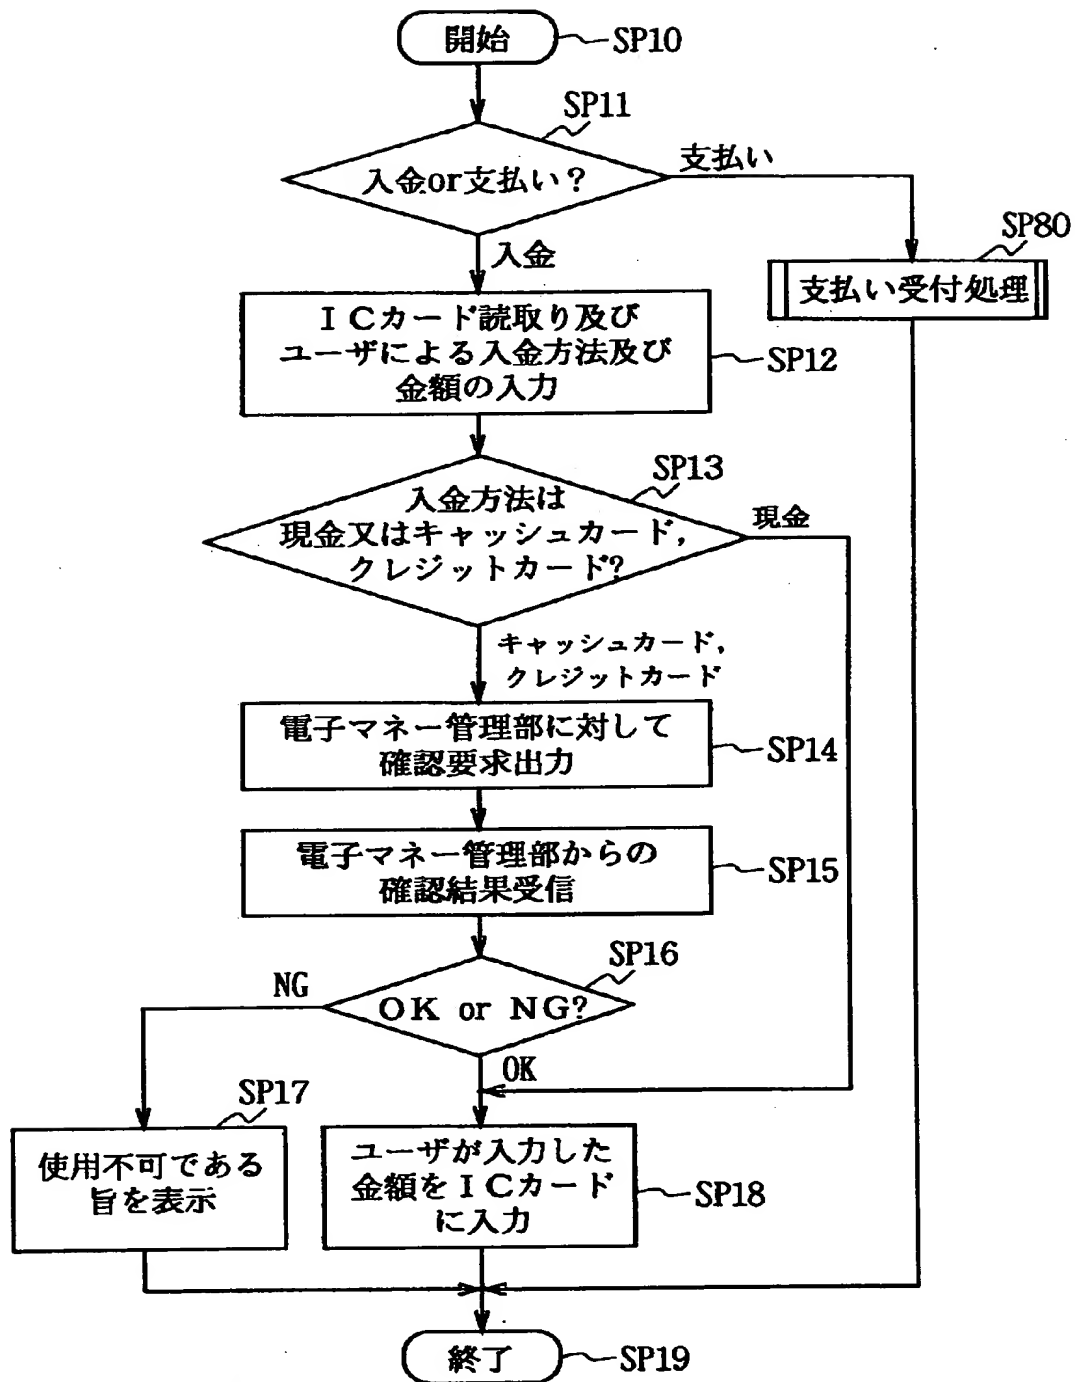 開始
SP10
SP11
入金or支払い？
支払い
SP80
支払い受付処理
入金
ＩＣカード読取り及び
ユーザによる入金方法及び
金額の入力
SP12
SP13
入金方法は
現金又はキャッシュカード，
クレジットカード?
現金
キャッシュカード，
クレジットカード
電子マネー管理部に対して
確認要求出力
SP14
電子マネー管理部からの
確認結果受信
SP15
SP16
NG
ＯＫ or ＮＧ?
OK
SP17
使用不可である
旨を表示
ユーザが入力した
金額をＩＣカード
に入力
SP18
終了
SP19